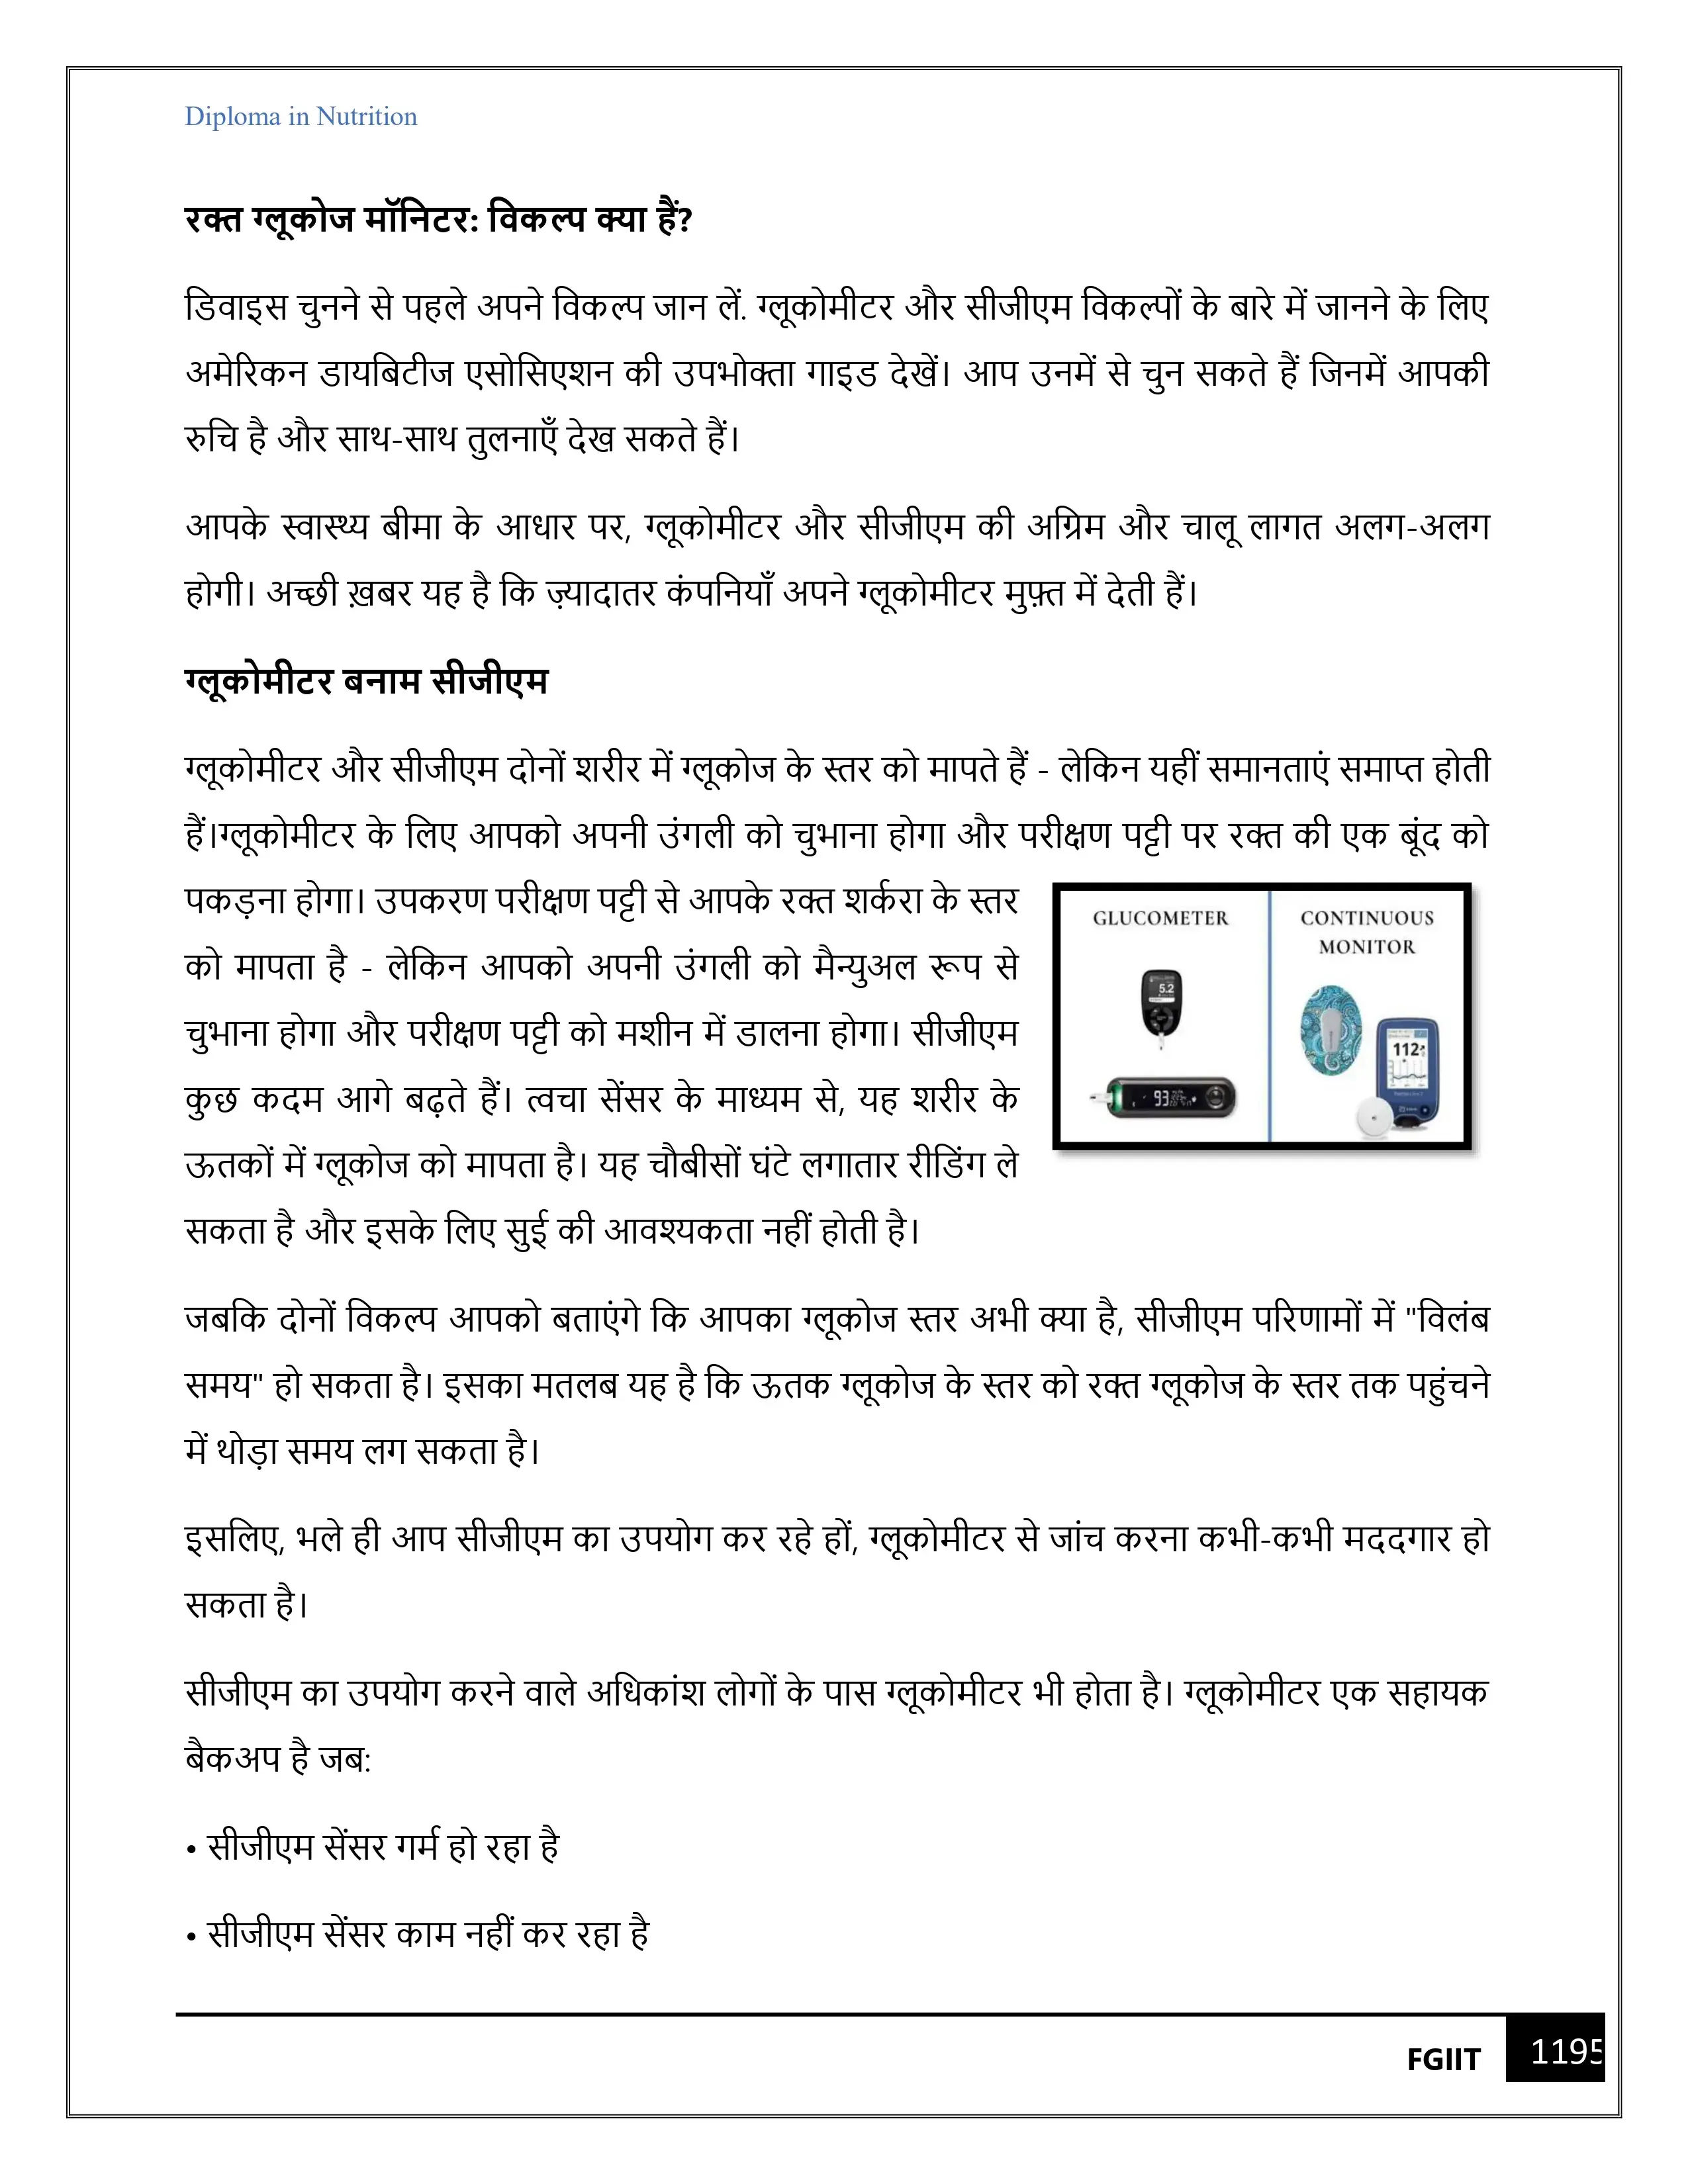 Diploma in Nutrition
रक्त ग्लूकोज मॉनिटर: विकल्प क्या हैं?
डिवाइस चुनने से पहले अपने विकल्प जान लें. ग्लूकोमीटर और सीजीएम विकल्पों के बारे में जानने के लिए
अमेरिकन डायबिटीज एसोसिएशन की उपभोक्ता गाइड देखें। आप उनमें से चुन सकते हैं जिनमें आपकी
रुचि है और साथ-साथ तुलनाएँ देख सकते हैं।
आपके स्वास्थ्य बीमा के आधार पर, ग्लूकोमीटर और सीजीएम की अग्रिम और चालू लागत अलग-अलग
होगी। अच्छी ख़बर यह है कि ज़्यादातर कंपनियाँ अपने ग्लूकोमीटर मुफ़्त में देती हैं।
ग्लूकोमीटर बनाम सीजीएम
ग्लूकोमीटर और सीजीएम दोनों शरीर में ग्लूकोज के स्तर को मापते हैं - लेकिन यहीं समानताएं समाप्त होती
हैं।ग्लूकोमीटर के लिए आपको अपनी उंगली को चुभाना होगा और परीक्षण पट्टी पर रक्त की एक बूंद को
पकड़ना होगा। उपकरण परीक्षण पट्टी से आपके रक्त शर्करा के स्तर
को मापता है - लेकिन आपको अपनी उंगली को मैन्युअल रूप से
चुभाना होगा और परीक्षण पट्टी को मशीन में डालना होगा। सीजीएम
कुछ कदम आगे बढ़ते हैं। त्वचा सेंसर के माध्यम से, यह शरीर के
ऊतकों में ग्लूकोज को मापता है। यह चौबीसों घंटे लगातार रीडिंग ले
सकता है और इसके लिए सुई की आवश्यकता नहीं होती है।
GLUCOMETER
5.2
93
CONTINUOUS
MONITOR
112
जबकि दोनों विकल्प आपको बताएंगे कि आपका ग्लूकोज स्तर अभी क्या है, सीजीएम परिणामों में "विलंब
समय" हो सकता है। इसका मतलब यह है कि ऊतक ग्लूकोज के स्तर को रक्त ग्लूकोज के स्तर तक पहुंचने
में थोड़ा समय लग सकता है।
इसलिए, भले ही आप सीजीएम का उपयोग कर रहे हों, ग्लूकोमीटर से जांच करना कभी-कभी मददगार हो
सकता है।
सीजीएम का उपयोग करने वाले अधिकांश लोगों के पास ग्लूकोमीटर भी होता है। ग्लूकोमीटर एक सहायक
बैकअप है जब:
• सीजीएम सेंसर गर्म हो रहा है
• सीजीएम सेंसर काम नहीं कर रहा है
FGIIT 1195